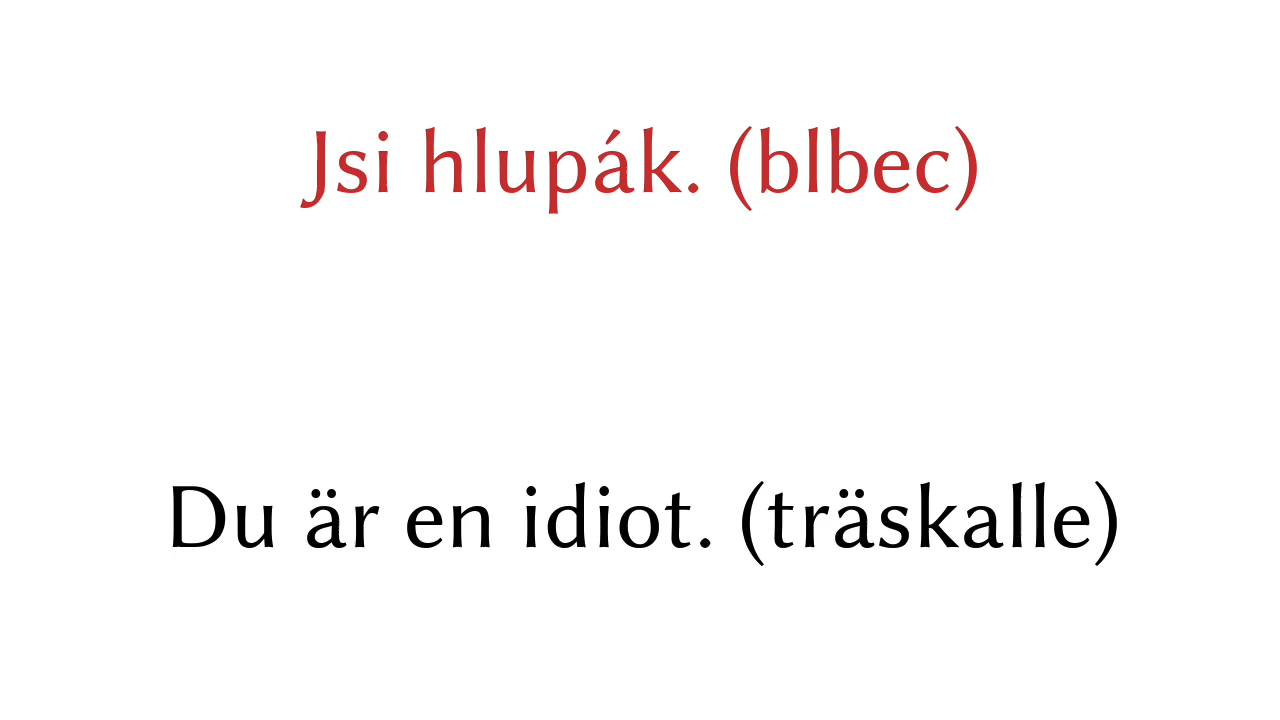 Jsi hlupák. (blbec)
Du är en idiot. (träskalle)